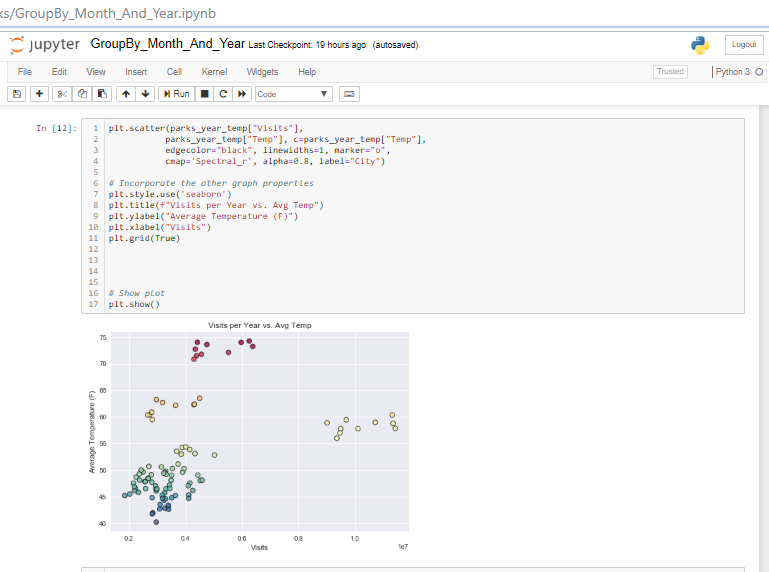 ks/GroupBy_Month_And_Year.ipynb
jupyter GroupBy_Month_And_Year Last Checkpoint: 19 hours ago (autosaved)
Logout
File Edit View Insert Cell Kernel Widgets Help
Trusted
Python 3
Run
Code
In [12]:
1 plt.scatter(parks_year_temp["Visits"],
2 parks_year_temp["Temp"], c=parks_year_temp["Temp"],
3 edgecolor="black", linewidths=1, marker="o",
4 cmap='Spectral_r', alpha=0.8, label="City")
5
6 # Incorporate the other graph properties
7 plt.style.use('seaborn')
8 plt.title(f"Visits per Year vs. Avg Temp")
9 plt.ylabel("Average Temperature (F)")
10 plt.xlabel("Visits")
11 plt.grid(True)
12
13
14
15
16 # Show plot
17 plt.show()
Visits per Year vs. Avg Temp
75
70
65
60
55
50
45
40
Average Temperature (F)
0.2 0.4 0.6 0.8 1.0
Visits
1e7